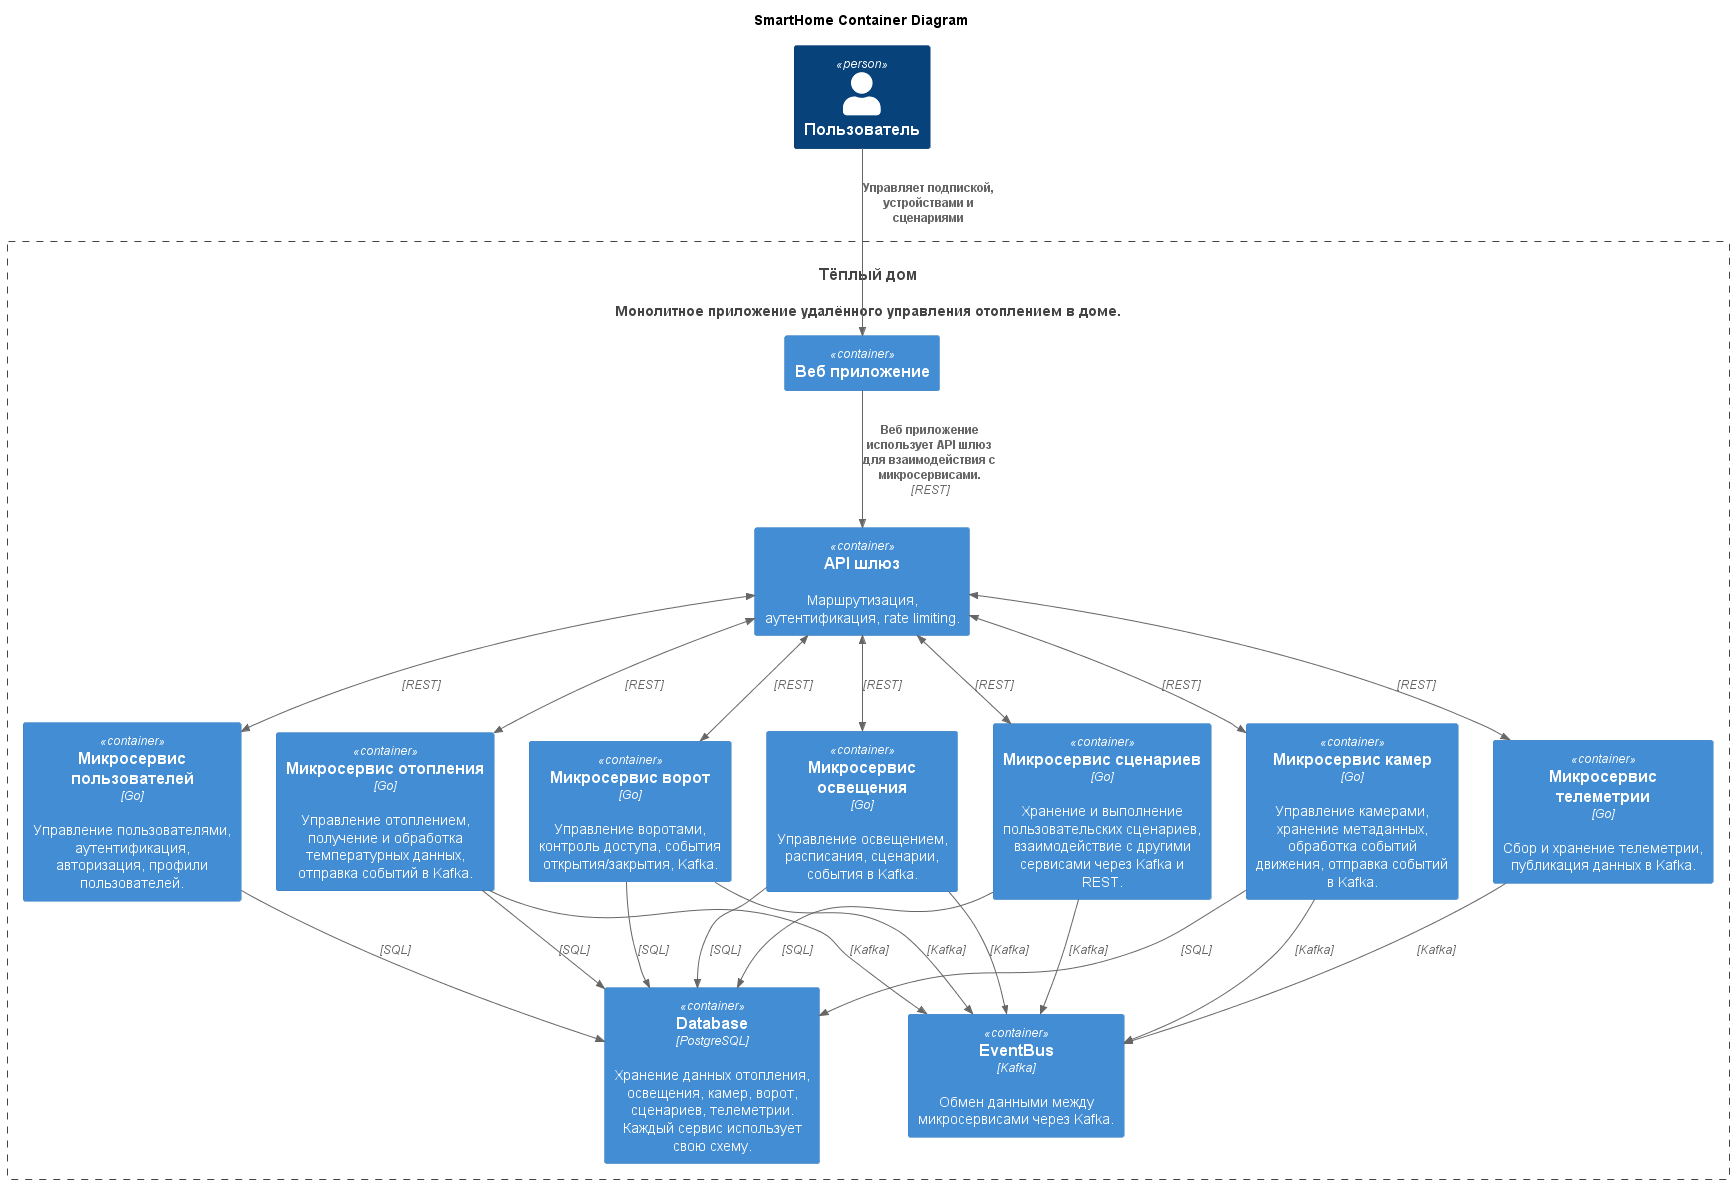 SmartHome Container Diagram
«person»
Пользователь
Управляет подпиской,
устройствами и
сценариями
Тёплый дом
Монолитное приложение удалённого управления отоплением в доме.
«container»
Веб приложение
Веб приложение
использует API шлюз
для взаимодействия с
микросервисами.
[REST]
«container»
API шлюз
Маршрутизация,
аутентификация, rate limiting.
[REST]
[REST]
[REST]
[REST]
[REST]
[REST]
[REST]
«container»
Микросервис
пользователей
[Go]
Управление пользователями,
аутентификация,
авторизация, профили
пользователей.
«container»
Микросервис отопления
[Go]
Управление отоплением,
получение и обработка
температурных данных,
отправка событий в Kafka.
«container»
Микросервис ворот
[Go]
Управление воротами,
контроль доступа, события
открытия/закрытия, Kafka.
«container»
Микросервис
освещения
[Go]
Управление освещением,
расписания, сценарии,
события в Kafka.
«container»
Микросервис сценариев
[Go]
Хранение и выполнение
пользовательских сценариев,
взаимодействие с другими
сервисами через Kafka и
REST.
«container»
Микросервис камер
[Go]
Управление камерами,
хранение метаданных,
обработка событий
движения, отправка событий
в Kafka.
«container»
Микросервис
телеметрии
[Go]
Сбор и хранение телеметрии,
публикация данных в Kafka.
[SQL]
[SQL]
[SQL]
[SQL]
[SQL]
[Kafka]
[Kafka]
[Kafka]
[Kafka]
[SQL]
[Kafka]
[Kafka]
«container»
Database
[PostgreSQL]
Хранение данных отопления,
освещения, камер, ворот,
сценариев, телеметрии.
Каждый сервис использует
свою схему.
«container»
EventBus
[Kafka]
Обмен данными между
микросервисами через Kafka.